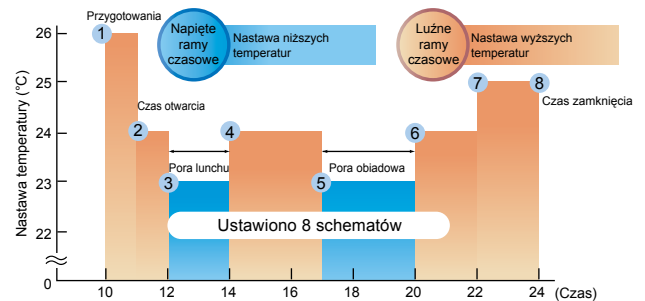 Przygotowania
Napięte
ramy
czasowe
Nastawa niższych
temperatur
Luźne
ramy
czasowe
Nastawa wyższych
temperatur
Nastawa temperatury (°C)
26
25
24
23
22
0
1
Czas otwarcia
2
3
Pora lunchu
4
5
Pora obiadowa
6
7
8
Czas zamknięcia
Ustawiono 8 schematów
10
12
14
16
18
20
22
24
(Czas)